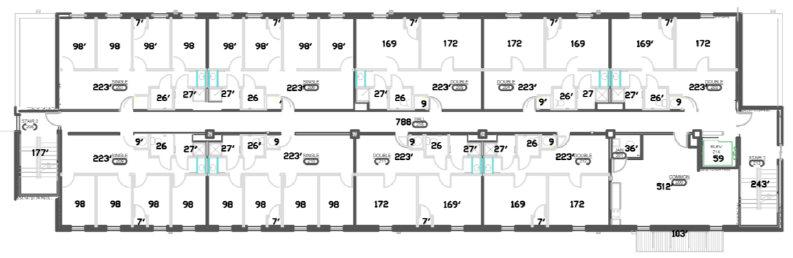 7' 7' 7' 7' 7'
98' 98 98' 98 98' 98 98' 98' 169 172 172 169 169' 172
SINGLE SINGLE DOUBLE DOUBLE DOUBLE
223' 223' 223' 223' 223'
26' 27' 27' 26 27' 26' 26' 27' 27' 26
9 9' 9
788
STAIR 2
177'
9' 26 27' 27' 26' 9 9 26' 27' 27' 26 9' 36'
ELEV.
59
STAIR 1
243'
SINGLE SINGLE DOUBLE DOUBLE COMMON
223' 223' 223' 223' 512'
98 98 98 98 98 98 98 98 172 169' 169 172
7' 7' 7' 7'
103'